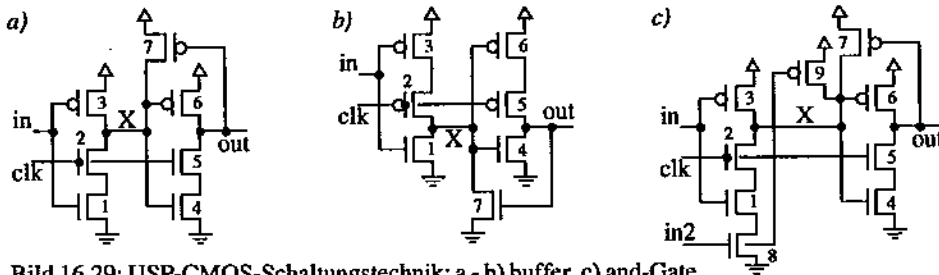 a)
b)
c)
7
3
6
in
X
out
2
clk
5
1
4
3
6
in
2
clk
5
out
1
X
4
7
7
9
3
6
in
X
out
2
clk
5
1
4
in2
8
Bild 16.29: USP-CMOS-Schaltungstechnik: a - b) buffer, c) and-Gate